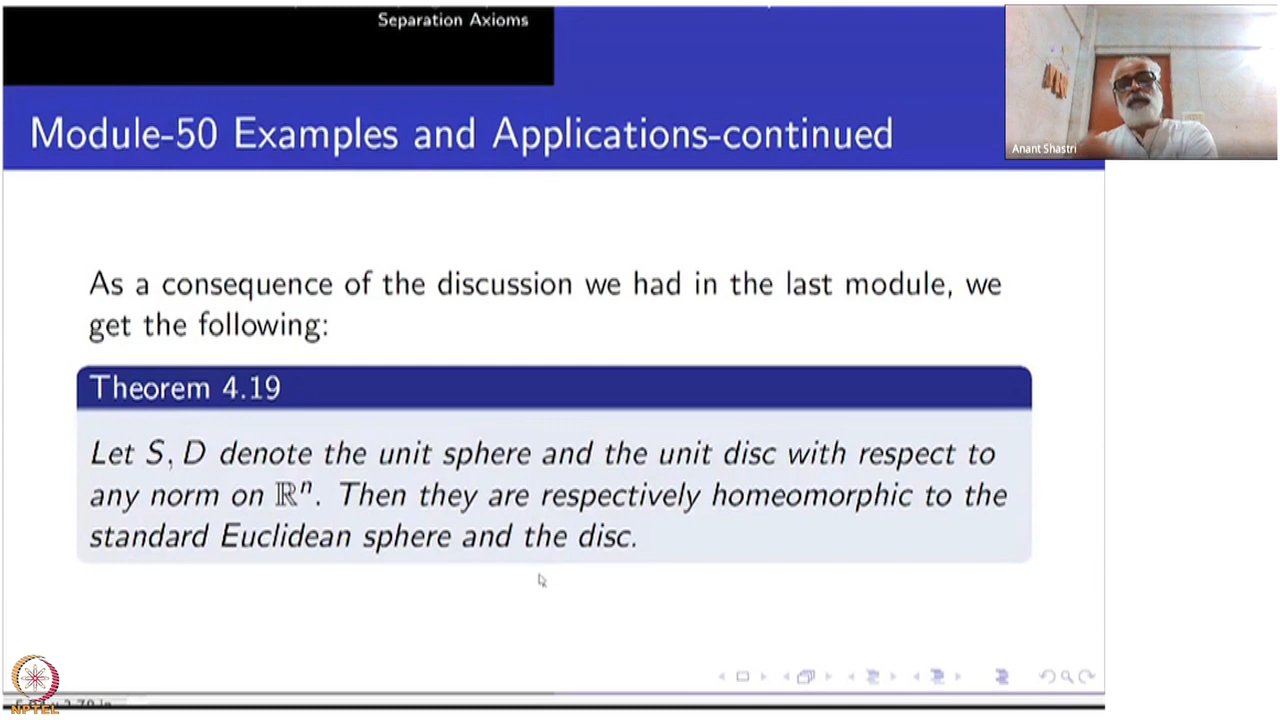 Separation Axioms
Module-50 Examples and Applications-continued
Anant Shastri
As a consequence of the discussion we had in the last module, we
get the following:
Theorem 4.19
Let S, D denote the unit sphere and the unit disc with respect to
any norm on ℝⁿ. Then they are respectively homeomorphic to the
standard Euclidean sphere and the disc.
NPTEL